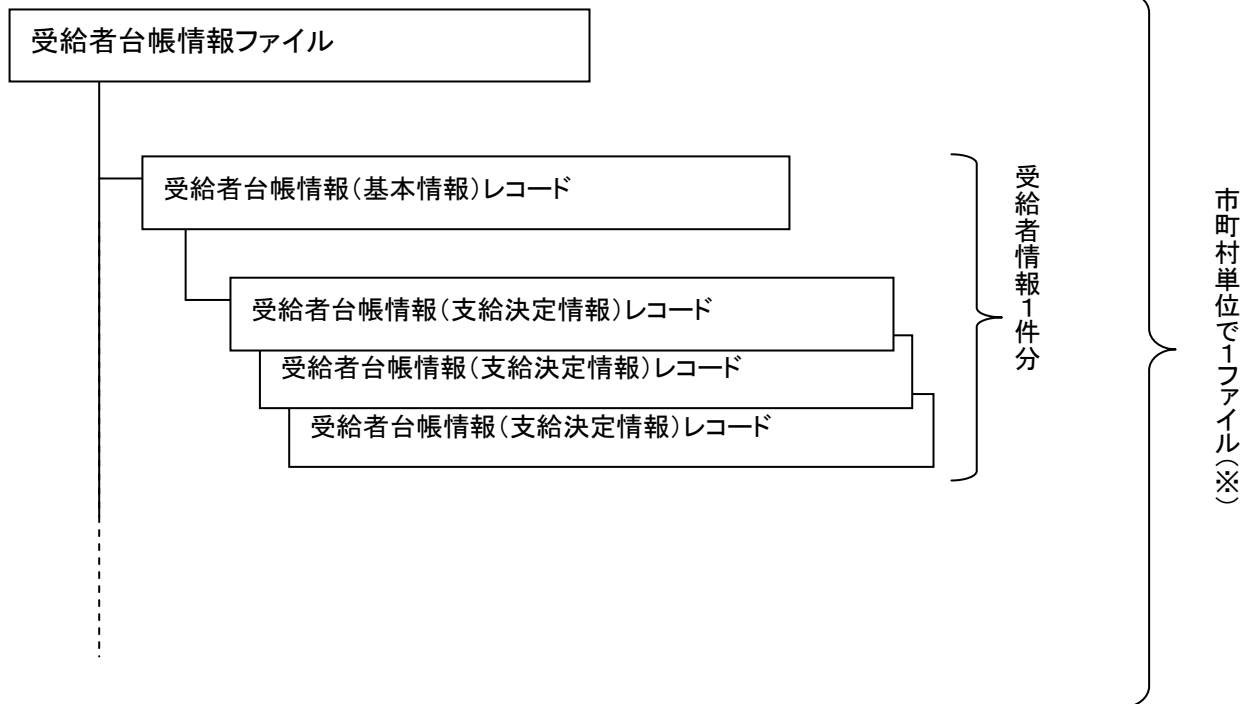 受給者台帳情報ファイル
受給者台帳情報(基本情報)レコード
受給者台帳情報(支給決定情報)レコード
受給者台帳情報(支給決定情報)レコード
受給者台帳情報(支給決定情報)レコード
受給者情報1件分
市町村単位で1ファイル(※)